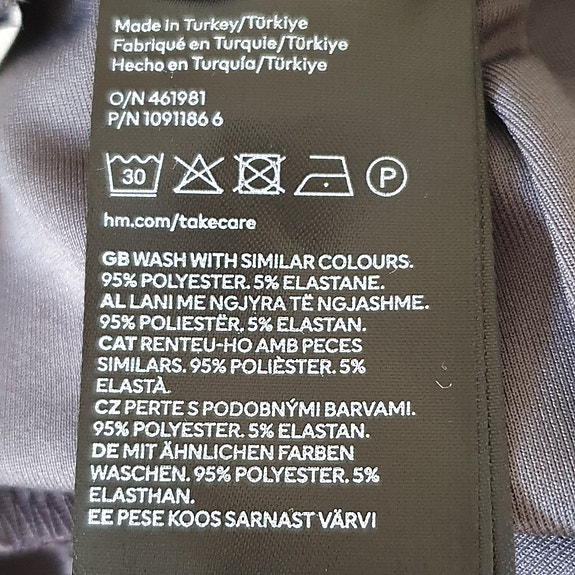 Made in Turkey/Türkiye
Fabriqué en Turquie/Türkiye
Hecho en Turquía/Türkiye
O/N 461981
P/N 1091186 6
30 P
hm.com/takecare
GB WASH WITH SIMILAR COLOURS.
95% POLYESTER. 5% ELASTANE.
AL LANI ME NGJYRA TË NGJASHME.
95% POLIESTËR. 5% ELASTAN.
CAT RENTEU-HO AMB PECES
SIMILARS. 95% POLIÈSTER. 5%
ELASTÀ.
CZ PERTE S PODOBNÝMI BARVAMI.
95% POLYESTER. 5% ELASTAN.
DE MIT ÄHNLICHEN FARBEN
WASCHEN. 95% POLYESTER. 5%
ELASTHAN.
EE PESE KOOS SARNAST VÄRVI